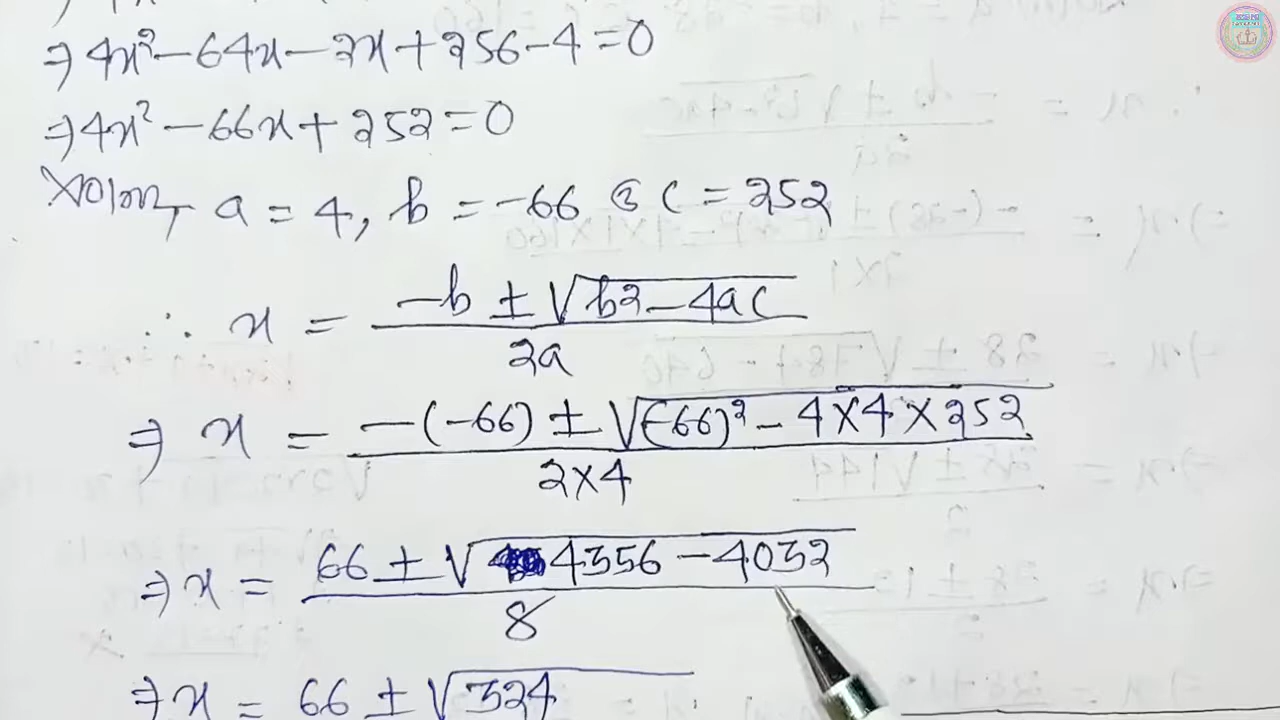 ⇒ 4x² - 64x - 2x + 256 - 4 = 0
⇒ 4x² - 66x + 252 = 0
a = 4, b = -66 c = 252
∴ x = -b ± √b2 - 4ac / 2a
⇒ x = -(-66) ± √(-66)² - 4×4×252 / 2×4
⇒ x = 66 ± √4356 - 4032 / 8
⇒ x = 66 ± √324